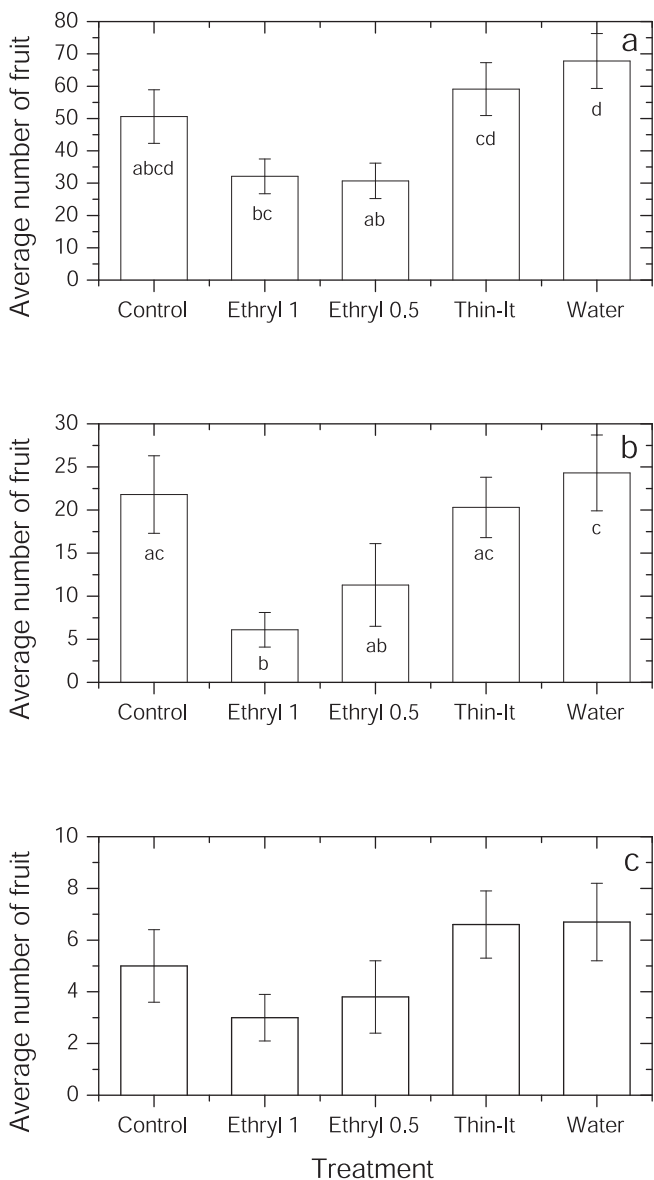 a
Average number of fruit
80
70
60
50
40
30
20
10
0
abcd
bc
ab
cd
d
Control Ethryl 1 Ethryl 0.5 Thin-It Water
b
Average number of fruit
30
25
20
15
10
5
0
ac
b
ab
ac
c
Control Ethryl 1 Ethryl 0.5 Thin-It Water
c
Average number of fruit
10
8
6
4
2
0
Control Ethryl 1 Ethryl 0.5 Thin-It Water
Treatment